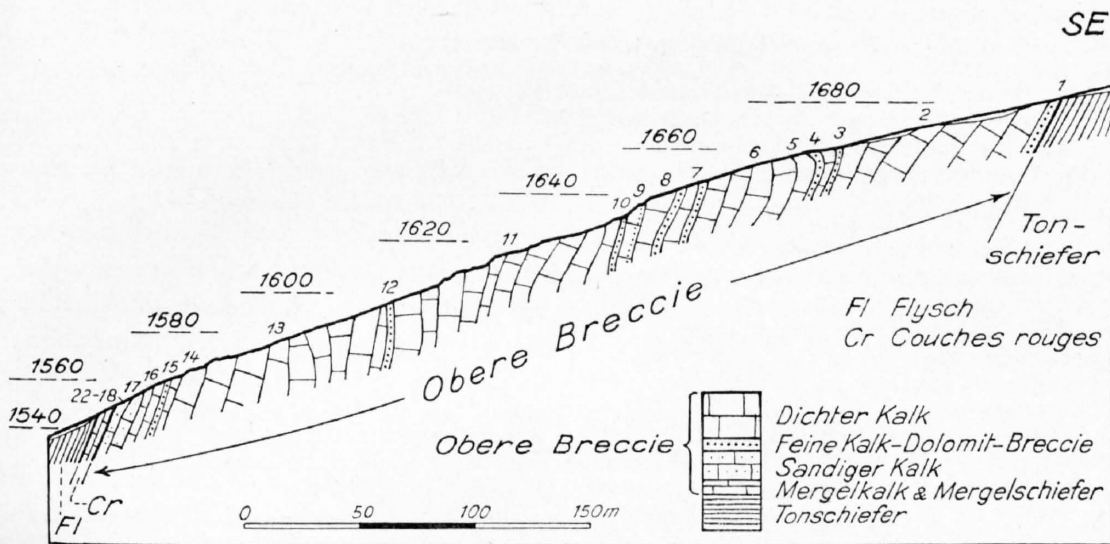 SE
1680
1
2
1660
3
4
5
6
7
1640
8
9
10
1620
11
1600
12
1580
13
1560
14
15
16
17
22-18
1540
Ton-
schiefer
Obere Breccie
Fl Flysch
Cr Couches rouges
Obere Breccie
Dichter Kalk
Feine Kalk-Dolomit-Breccie
Sandiger Kalk
Mergelkalk & Mergelschiefer
Tonschiefer
Cr
Fl
0 50 100 150m